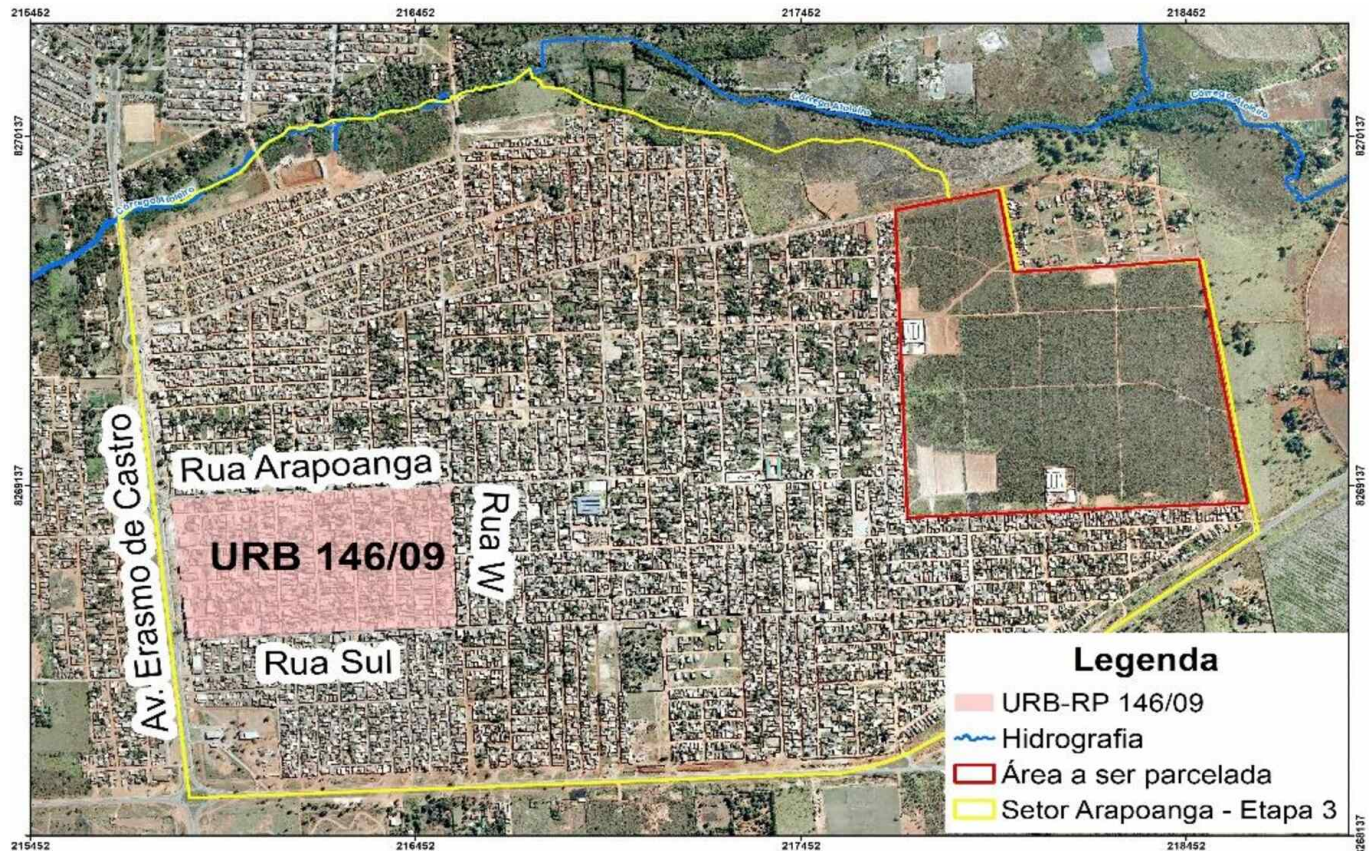 215452 216452 217452 218452
Córrego Atoleiro
Córrego Atoleiro
8270137
8270137
Córrego Atoleiro
Rua Arapoanga
8269137
8269137
Av. Erasmo de Castro
Rua W
URB 146/09
Rua Sul
Legenda
URB-RP 146/09
Hidrografia
Área a ser parcelada
Setor Arapoanga - Etapa 3
8268137
215452 216452 217452 218452